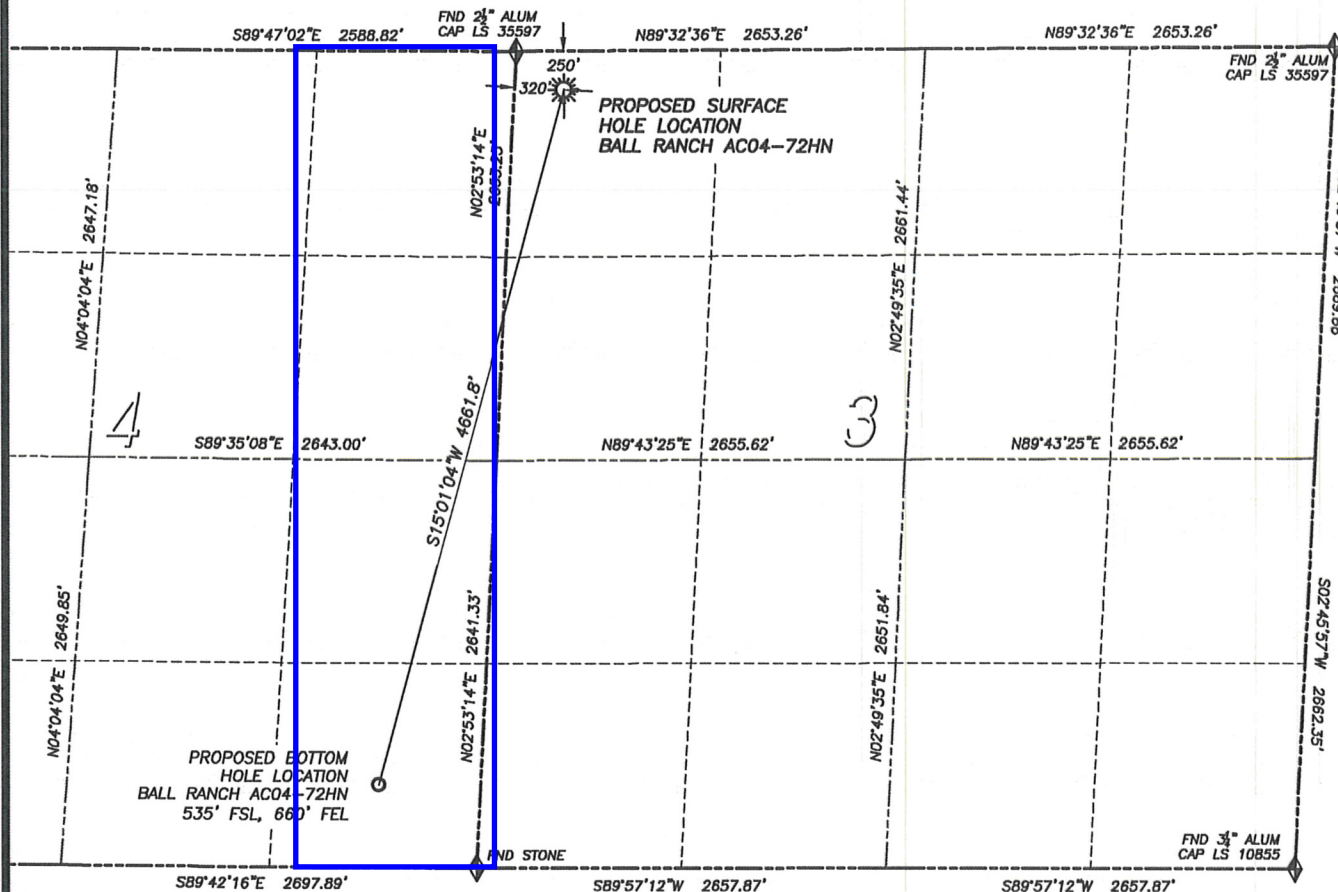 FND 2½" ALUM
CAP LS 35597
S89°47'02"E 2588.82'
N89°32'36"E 2653.26'
N89°32'36"E 2653.26'
FND 2½" ALUM
CAP LS 35597
250'
320'
PROPOSED SURFACE
HOLE LOCATION
BALL RANCH AC04-72HN
N02°53'14"E
N04°04'04"E 2647.18'
N02°49'35"E 2661.44'
4
3
S89°35'08"E 2643.00'
S15°01'04"W 4661.8'
N89°43'25"E 2655.62'
N89°43'25"E 2655.62'
N04°04'04"E 2649.85'
N02°53'14"E 2641.33'
N02°49'35"E 2651.84'
S02°45'57"W 2662.35'
PROPOSED BOTTOM
HOLE LOCATION
BALL RANCH AC04-72HN
535' FSL, 660' FEL
FND STONE
FND 3¼" ALUM
CAP LS 10855
S89°42'16"E 2697.89'
S89°57'12"W 2657.87'
S89°57'12"W 2657.87'